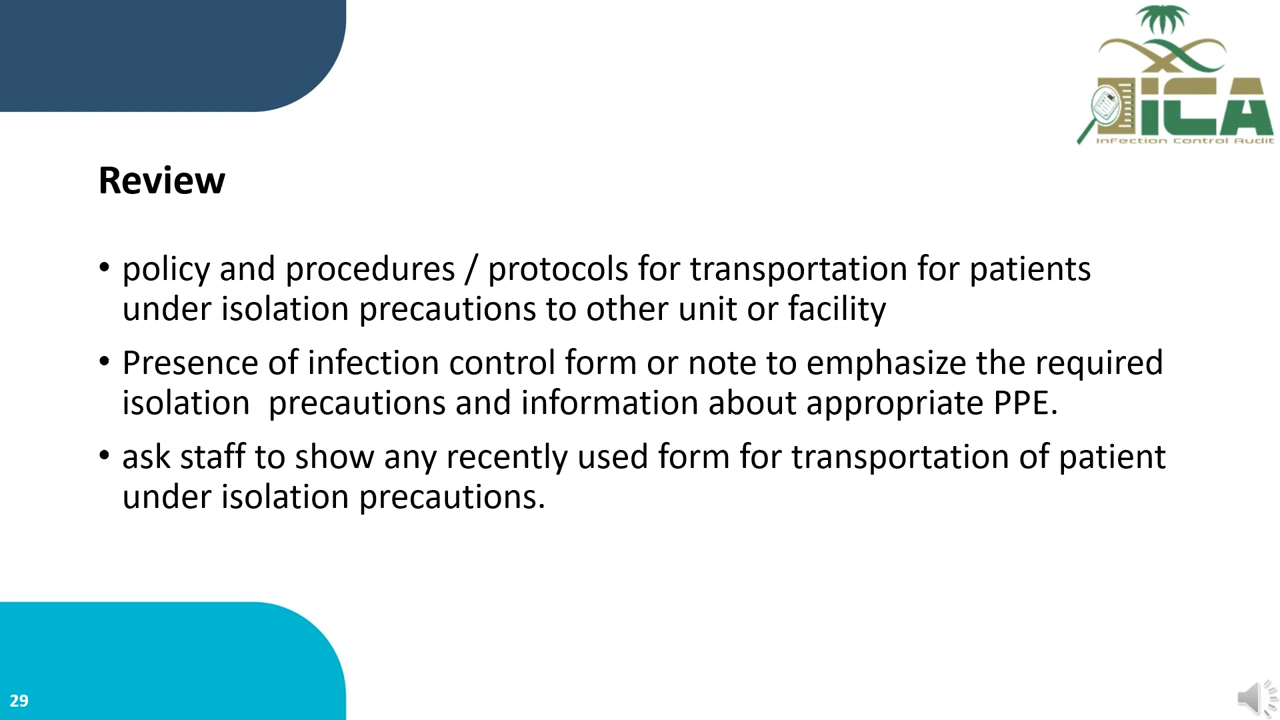 iCA
InFection Control Audit
Review
• policy and procedures / protocols for transportation for patients
under isolation precautions to other unit or facility
• Presence of infection control form or note to emphasize the required
isolation  precautions and information about appropriate PPE.
• ask staff to show any recently used form for transportation of patient
under isolation precautions.
29